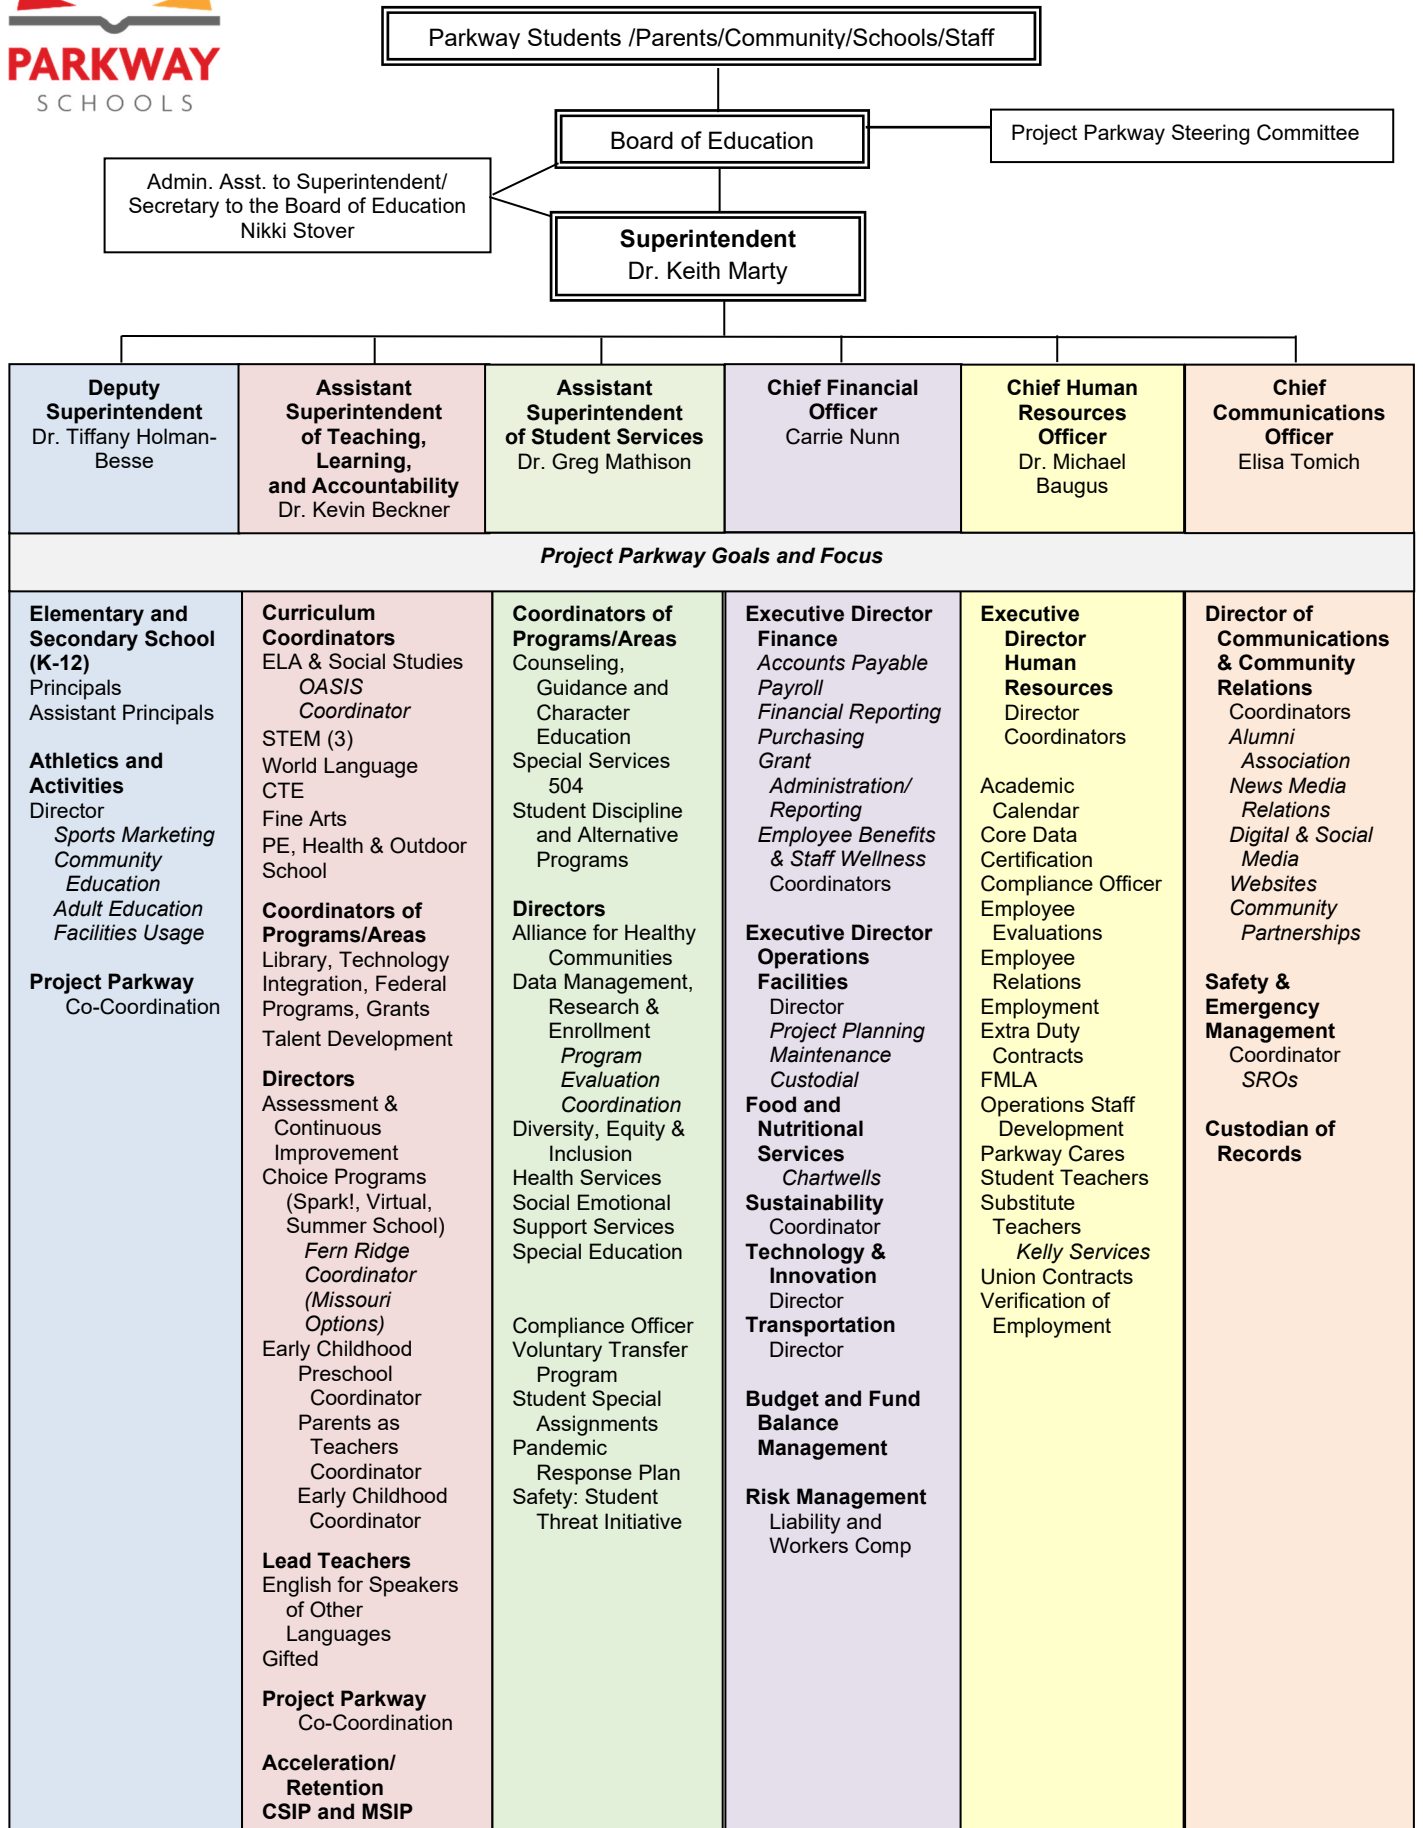 PARKWAY
SCHOOLS
Parkway Students /Parents/Community/Schools/Staff
Board of Education
Project Parkway Steering Committee
Admin. Asst. to Superintendent/
Secretary to the Board of Education
Nikki Stover
Superintendent
Dr. Keith Marty
Deputy
Superintendent
Dr. Tiffany Holman-
Besse
Assistant
Superintendent
of Teaching,
Learning,
and Accountability
Dr. Kevin Beckner
Assistant
Superintendent
of Student Services
Dr. Greg Mathison
Chief Financial
Officer
Carrie Nunn
Chief Human
Resources
Officer
Dr. Michael
Baugus
Chief
Communications
Officer
Elisa Tomich
Project Parkway Goals and Focus
Elementary and
Secondary School
(K-12)
Principals
Assistant Principals
Athletics and
Activities
Director
Sports Marketing
Community
Education
Adult Education
Facilities Usage
Project Parkway
Co-Coordination
Curriculum
Coordinators
ELA & Social Studies
OASIS
Coordinator
STEM (3)
World Language
CTE
Fine Arts
PE, Health & Outdoor
School
Coordinators of
Programs/Areas
Library, Technology
Integration, Federal
Programs, Grants
Talent Development
Directors
Assessment &
Continuous
Improvement
Choice Programs
(Spark!, Virtual,
Summer School)
Fern Ridge
Coordinator
(Missouri
Options)
Early Childhood
Preschool
Coordinator
Parents as
Teachers
Coordinator
Early Childhood
Coordinator
Lead Teachers
English for Speakers
of Other
Languages
Gifted
Project Parkway
Co-Coordination
Acceleration/
Retention
CSIP and MSIP
Coordinators of
Programs/Areas
Counseling,
Guidance and
Character
Education
Special Services
504
Student Discipline
and Alternative
Programs
Directors
Alliance for Healthy
Communities
Data Management,
Research &
Enrollment
Program
Evaluation
Coordination
Diversity, Equity &
Inclusion
Health Services
Social Emotional
Support Services
Special Education
Compliance Officer
Voluntary Transfer
Program
Student Special
Assignments
Pandemic
Response Plan
Safety: Student
Threat Initiative
Executive Director
Finance
Accounts Payable
Payroll
Financial Reporting
Purchasing
Grant
Administration/
Reporting
Employee Benefits
& Staff Wellness
Coordinators
Executive Director
Operations
Facilities
Director
Project Planning
Maintenance
Custodial
Food and
Nutritional
Services
Chartwells
Sustainability
Coordinator
Technology &
Innovation
Director
Transportation
Director
Budget and Fund
Balance
Management
Risk Management
Liability and
Workers Comp
Executive
Director
Human
Resources
Director
Coordinators
Academic
Calendar
Core Data
Certification
Compliance Officer
Employee
Evaluations
Employee
Relations
Employment
Extra Duty
Contracts
FMLA
Operations Staff
Development
Parkway Cares
Student Teachers
Substitute
Teachers
Kelly Services
Union Contracts
Verification of
Employment
Director of
Communications
& Community
Relations
Coordinators
Alumni
Association
News Media
Relations
Digital & Social
Media
Websites
Community
Partnerships
Safety &
Emergency
Management
Coordinator
SROs
Custodian of
Records